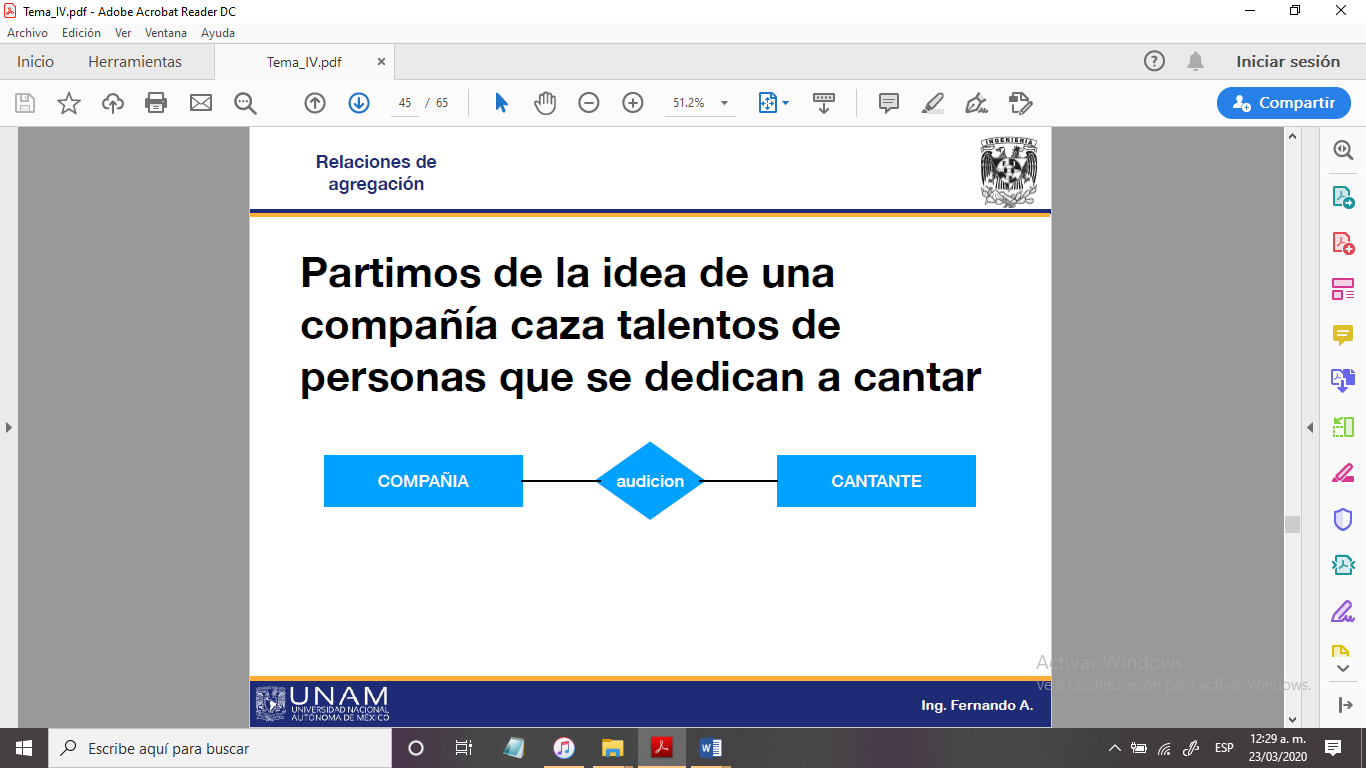 Tema_IV.pdf - Adobe Acrobat Reader DC
Archivo Edición Ver Ventana Ayuda
Inicio Herramientas Tema_IV.pdf × Iniciar sesión
45 / 65 51.2% Compartir
INGENIERIA
Relaciones de
agregación
Partimos de la idea de una
compañía caza talentos de
personas que se dedican a cantar
COMPAÑIA audicion CANTANTE
Activar Windows
Ve a Configuración para activar Windows.
UNAM
UNIVERSIDAD NACIONAL
AUTÓNOMA DE MÉXICO
Ing. Fernando A.
Escribe aquí para buscar
ESP
12:29 a. m.
23/03/2020